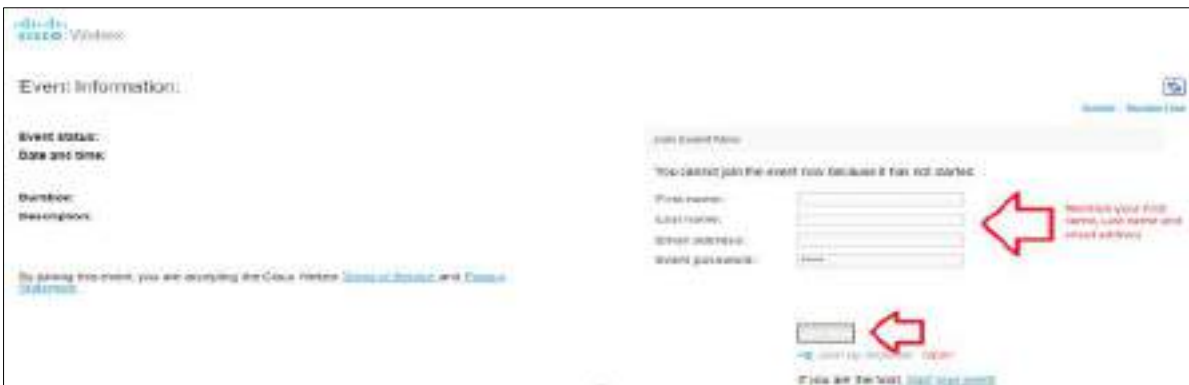 cisco Webex
Event Information:
Event status:
Date and time:
Duration:
Description:
By joining this event, you are accepting the Cisco Webex Terms of Service and Privacy
Statement.
Join Event Now
You cannot join the event now because it has not started.
First name:
Last name:
Email address:
Event password:
Mention your First
name, Last name and
email address
If you are the host, start your event